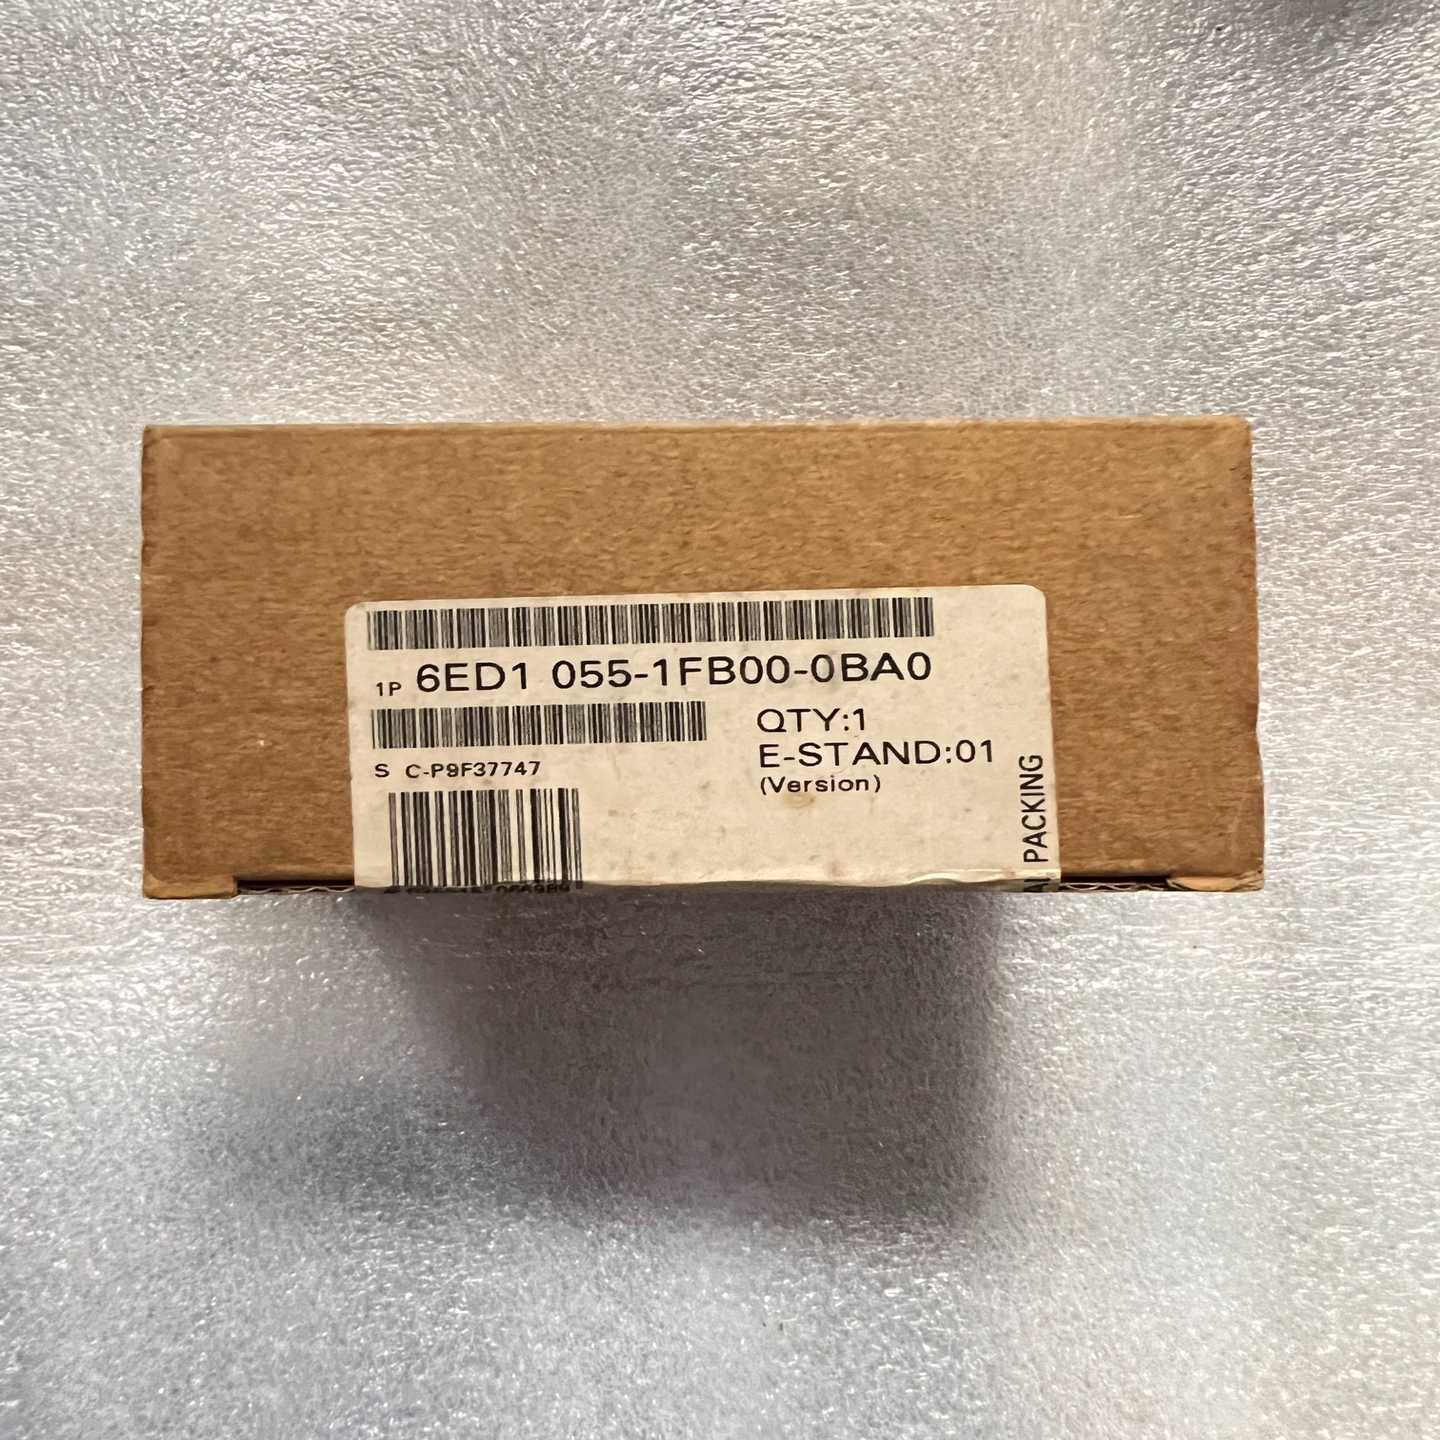 1P 6ED1 055-1FB00-0BA0
QTY:1
E-STAND:01
(Version)
S C-P9F37747
PACKING